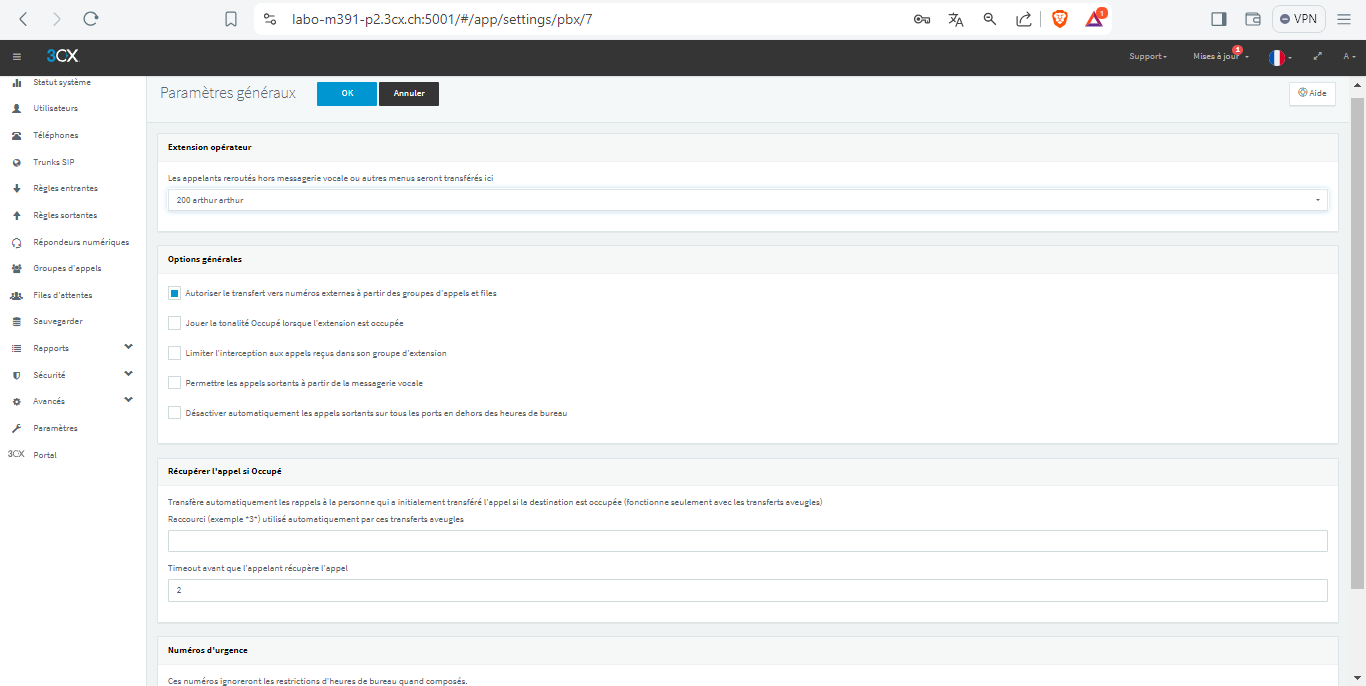 labo-m391-p2.3cx.ch:5001/#/app/settings/pbx/7
1
VPN
3CX
Support
Mises à jour
1
A
Statut système
Utilisateurs
Téléphones
Trunks SIP
Règles entrantes
Règles sortantes
Répondeurs numériques
Groupes d'appels
Files d'attentes
Sauvegarder
Rapports
Sécurité
Avancés
Paramètres
3CX Portal
Paramètres généraux
OK
Annuler
Aide
Extension opérateur
Les appelants reroutés hors messagerie vocale ou autres menus seront transférés ici
200 arthur arthur
Options générales
Autoriser le transfert vers numéros externes à partir des groupes d'appels et files
Jouer la tonalité Occupé lorsque l'extension est occupée
Limiter l'interception aux appels reçus dans son groupe d'extension
Permettre les appels sortants à partir de la messagerie vocale
Désactiver automatiquement les appels sortants sur tous les ports en dehors des heures de bureau
Récupérer l'appel si Occupé
Transfère automatiquement les rappels à la personne qui a initialement transféré l'appel si la destination est occupée (fonctionne seulement avec les transferts aveugles)
Raccourci (exemple *3*) utilisé automatiquement par ces transferts aveugles
Timeout avant que l'appelant récupère l'appel
2
Numéros d'urgence
Ces numéros ignoreront les restrictions d'heures de bureau quand composés.